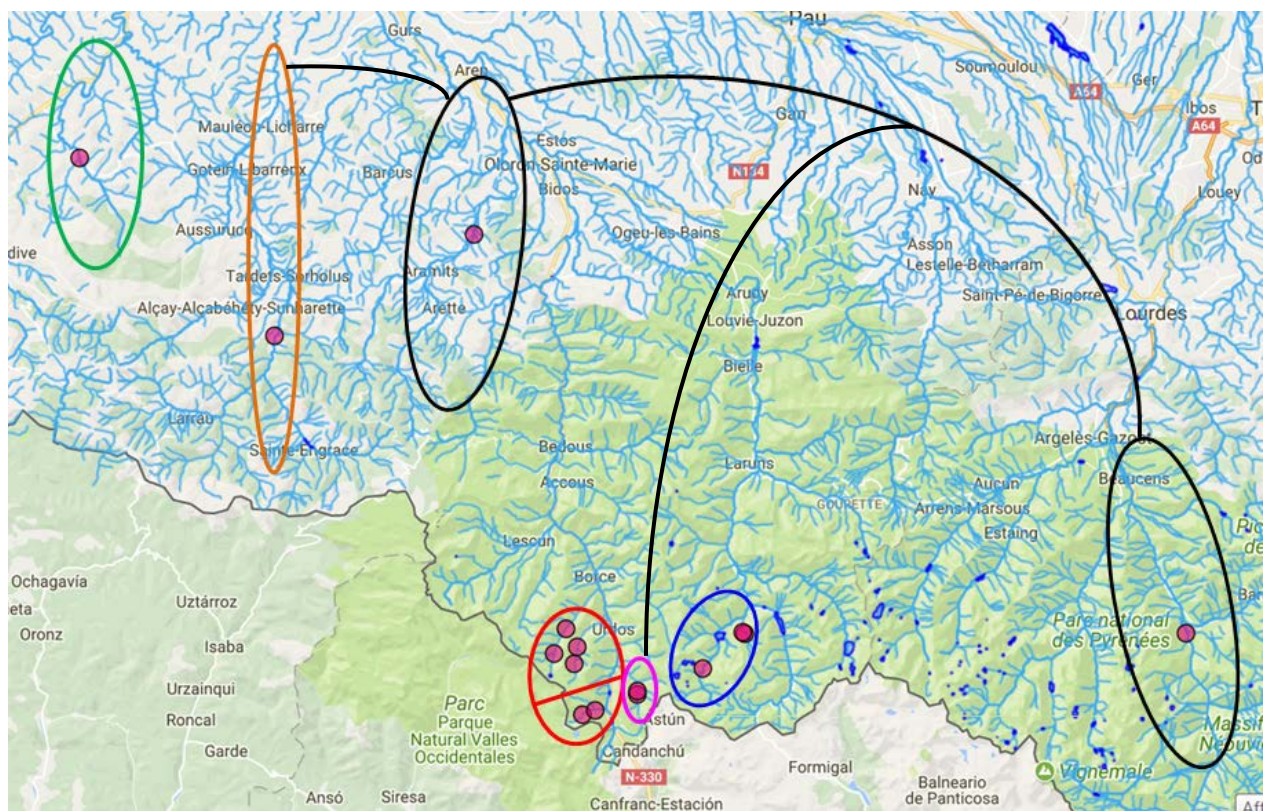 Pau
Gurs
Soumoulou
Ger
Aren
A64
Ibos
A64
Mauléon-Licharre
Gan
Estos
Oloron Sainte-Marie
N134
Gotein-Libarrenx
Barcus
Bidos
Nay
Louey
Aussurucq
Ogeu-les-Bains
dive
Asson
Lestelle-Bétharram
Aramits
Tardets-Sorholus
Alçay-Alçabéhéty-Sunharette
Arette
Arudy
Saint-Pé-de-Bigorre
Louvie-Juzon
Lourdes
Bielle
Larrau
Sainte-Engrâce
Bedous
Argelès-Gazost
Laruns
Accous
Aucun
Beaucens
GOURETTE
Arrens-Marsous
Estaing
Lescun
Ochagavía
Borce
Uztárroz
Oronz
Isaba
Urdos
Parc national
des Pyrénées
Urzainqui
Parc
Parque
Natural Valles
Occidentales
Roncal
Astún
Garde
Candanchú
N-330
Formigal
Vignemale
Balneario
de Panticosa
Ansó
Siresa
Canfranc-Estación